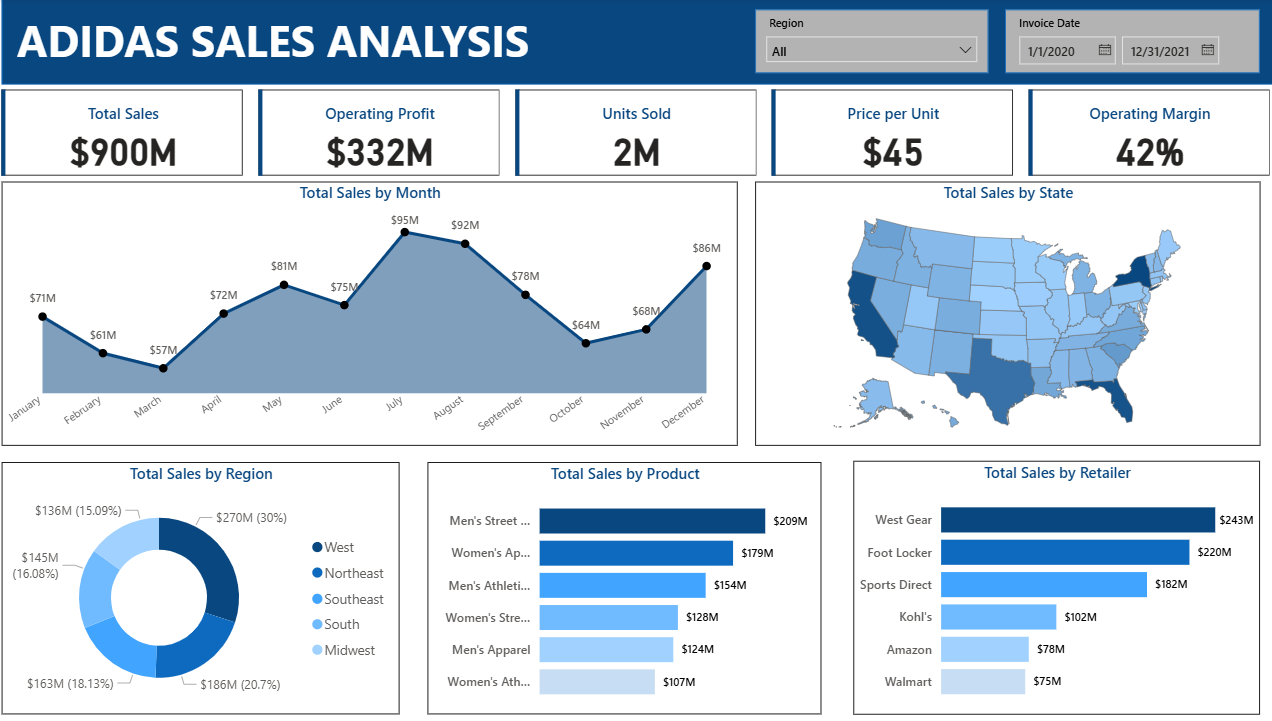 ADIDAS SALES ANALYSIS
Region
All
Invoice Date
1/1/2020
12/31/2021
Total Sales
$900M
Operating Profit
$332M
Units Sold
2M
Price per Unit
$45
Operating Margin
42%
Total Sales by Month
$71M
$61M
$57M
$72M
$81M
$75M
$95M
$92M
$78M
$64M
$68M
$86M
January
February
March
April
May
June
July
August
September
October
November
December
Total Sales by State
Total Sales by Region
$136M (15.09%)
$270M (30%)
$145M
(16.08%)
$163M (18.13%)
$186M (20.7%)
West
Northeast
Southeast
South
Midwest
Total Sales by Product
Men's Street ... $209M
Women's Ap... $179M
Men's Athleti... $154M
Women's Stre... $128M
Men's Apparel $124M
Women's Ath... $107M
Total Sales by Retailer
West Gear $243M
Foot Locker $220M
Sports Direct $182M
Kohl's $102M
Amazon $78M
Walmart $75M